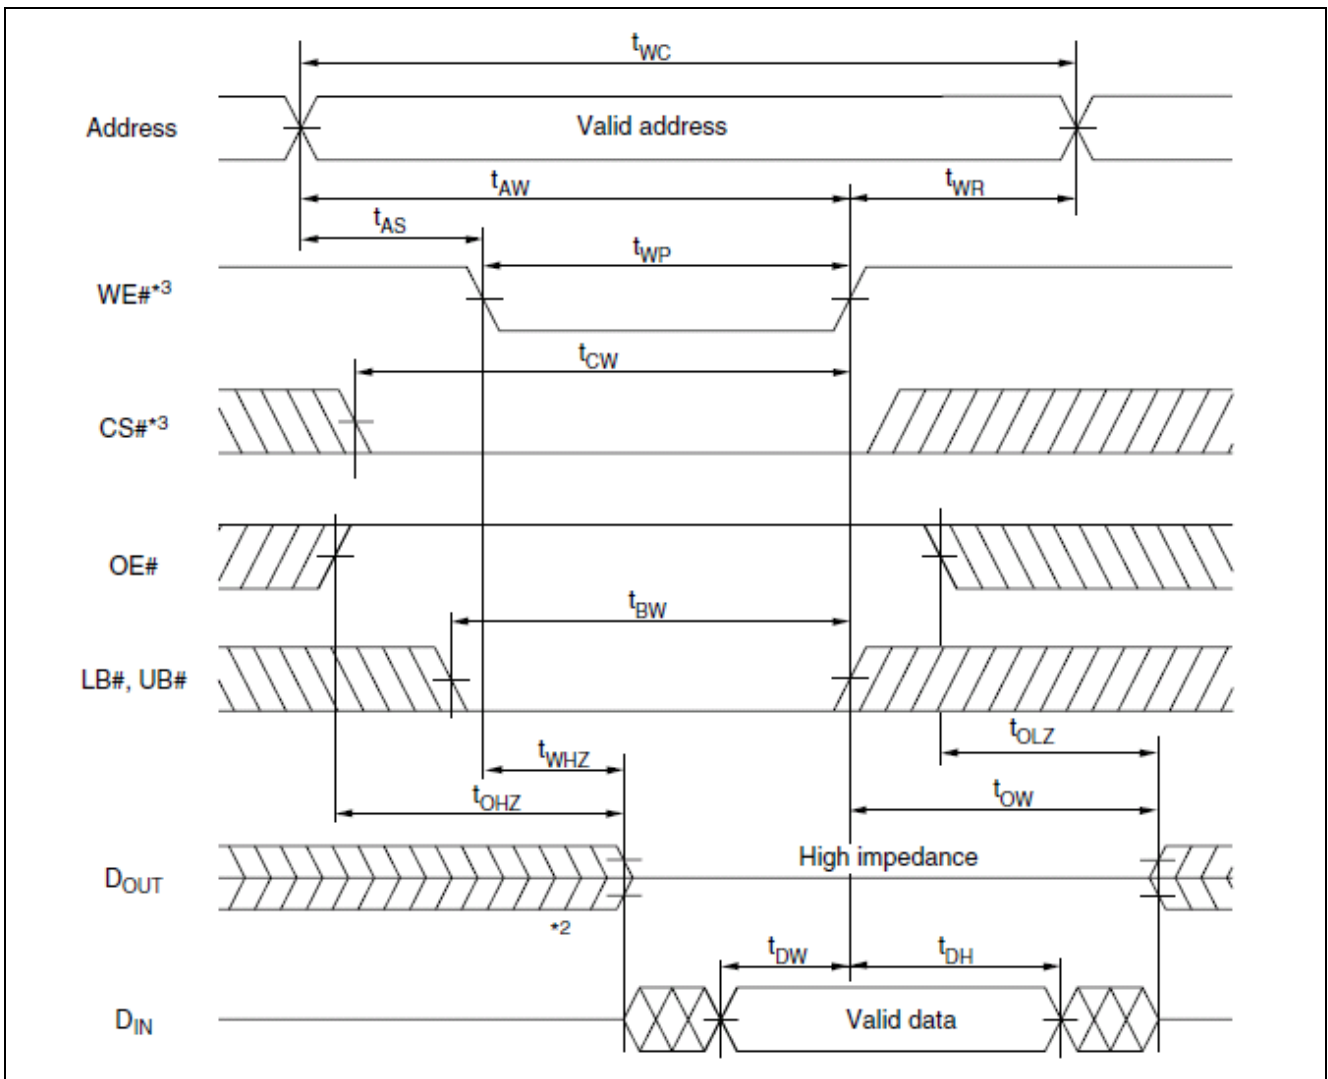 tWC
Address
Valid address
tAW
tWR
tAS
tWP
WE#*3
tCW
CS#*3
OE#
tBW
LB#, UB#
tOLZ
tWHZ
tOW
tOHZ
High impedance
DOUT
*2
tDW
tDH
DIN
Valid data